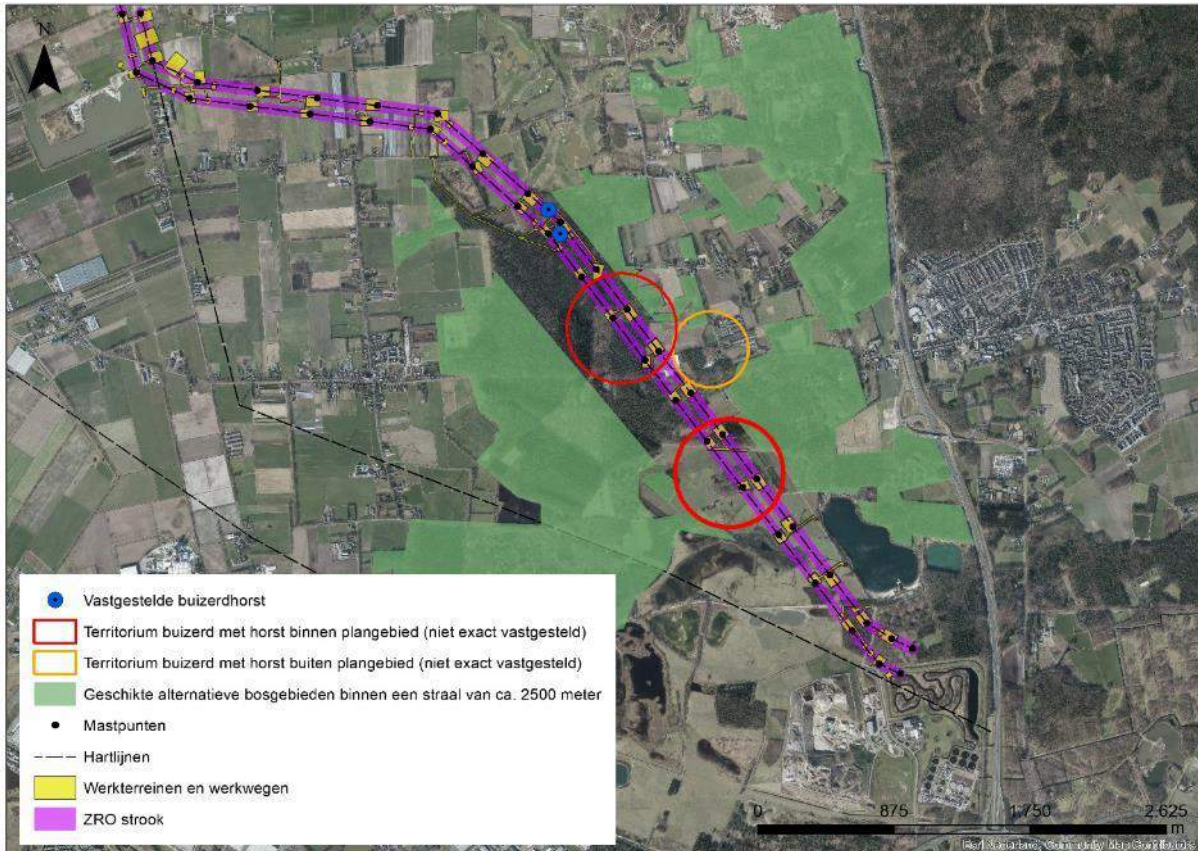 N
Vastgestelde buizerdhorst
Territorium buizerd met horst binnen plangebied (niet exact vastgesteld)
Territorium buizerd met horst buiten plangebied (niet exact vastgesteld)
Geschikte alternatieve bosgebieden binnen een straal van ca. 2500 meter
Mastpunten
Hartlijnen
Werkterreinen en werkwegen
ZRO strook
0 875 1.750 2.625
m